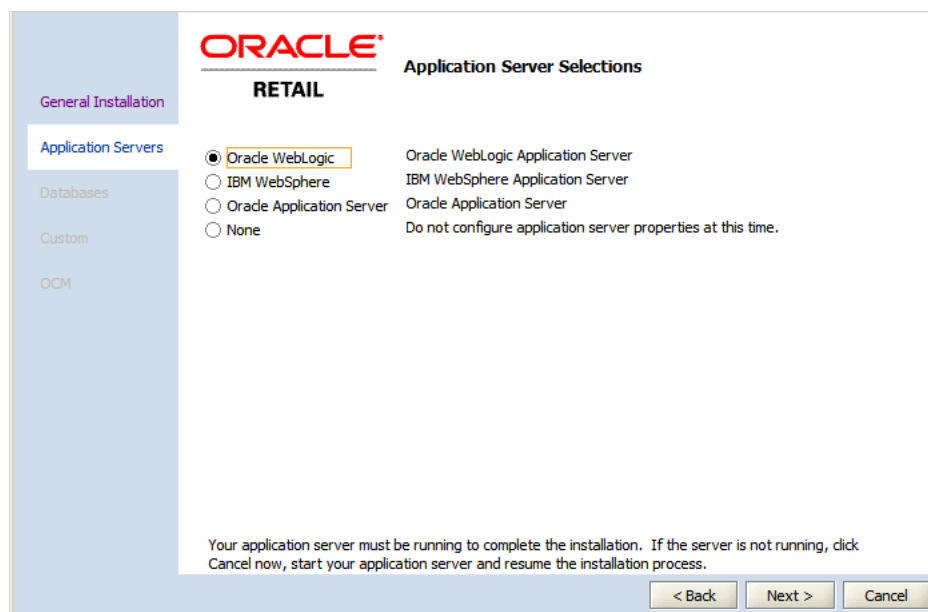 ORACLE
RETAIL
Application Server Selections
General Installation
Application Servers
Databases
Custom
OCM
Oracle WebLogic Oracle WebLogic Application Server
IBM WebSphere IBM WebSphere Application Server
Oracle Application Server Oracle Application Server
None Do not configure application server properties at this time.
Your application server must be running to complete the installation. If the server is not running, click
Cancel now, start your application server and resume the installation process.
< Back Next > Cancel